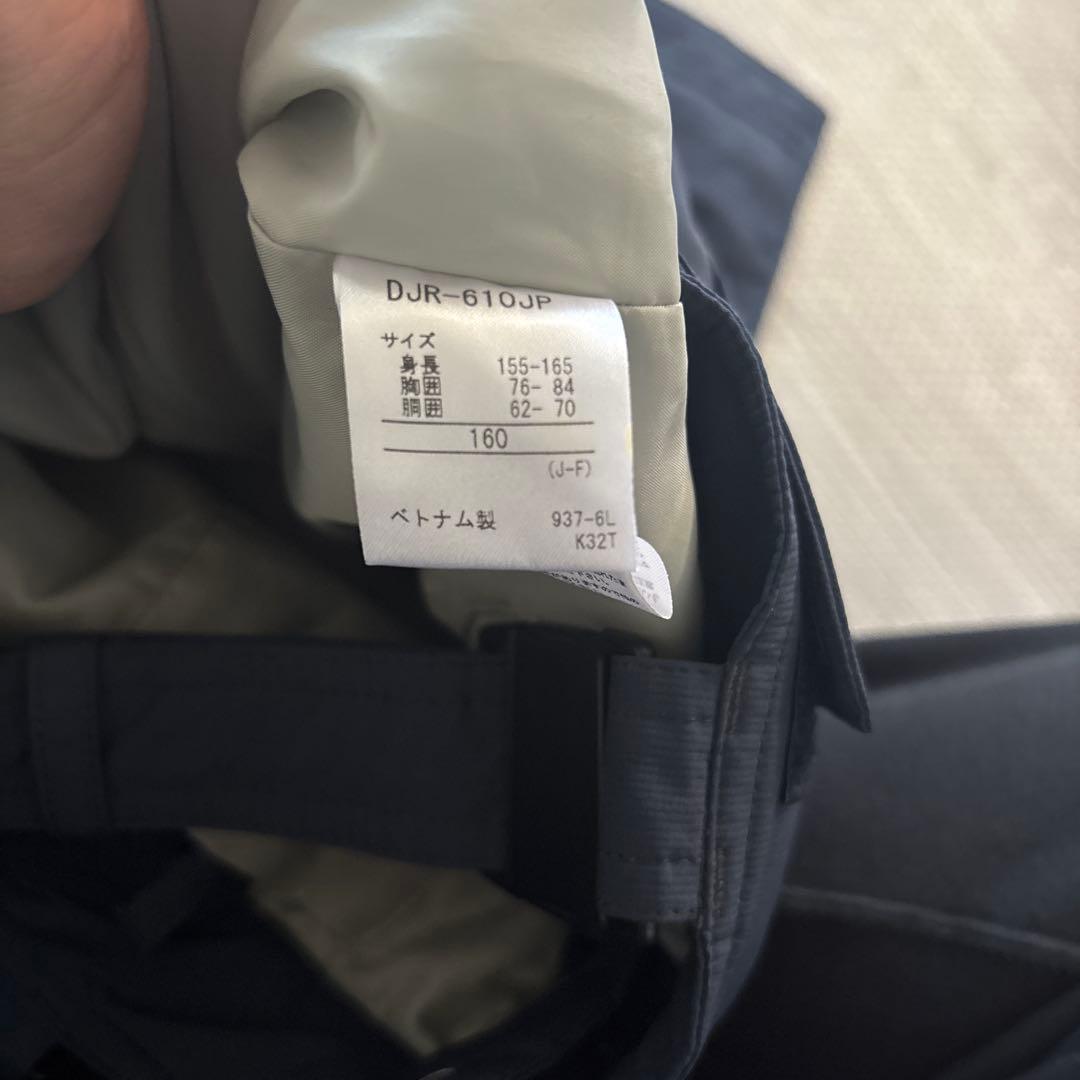 DJR-610JP
サイズ
身長 155-165
胸囲 76- 84
胴囲 62- 70
160
(J-F)
ベトナム製 937-6L
K32T